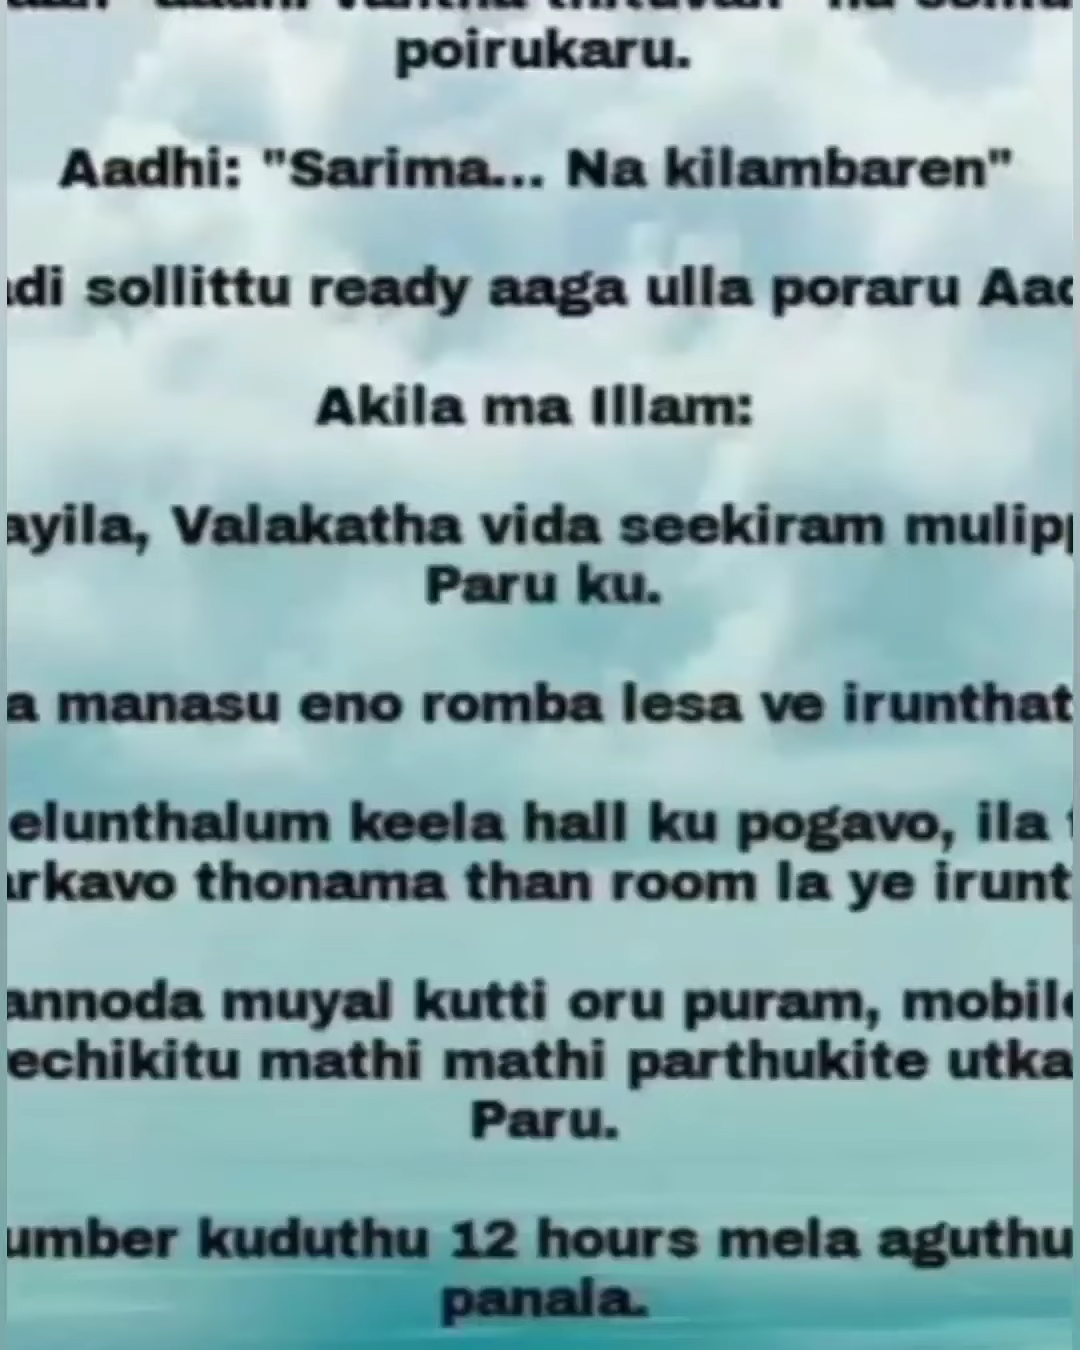 poirukaru.
Aadhi: "Sarima... Na kilambaren"
sollittu ready aaga ulla poraru
Akila ma Illam:
Valakatha vida seekiram
Paru ku.
manasu eno romba lesa ve
elunthalum keela hall ku pogavo, ila
thonama than room la ye
muyal kutti oru puram,
mathi mathi parthukite
Paru.
kuduthu 12 hours mela aguthu
panala.